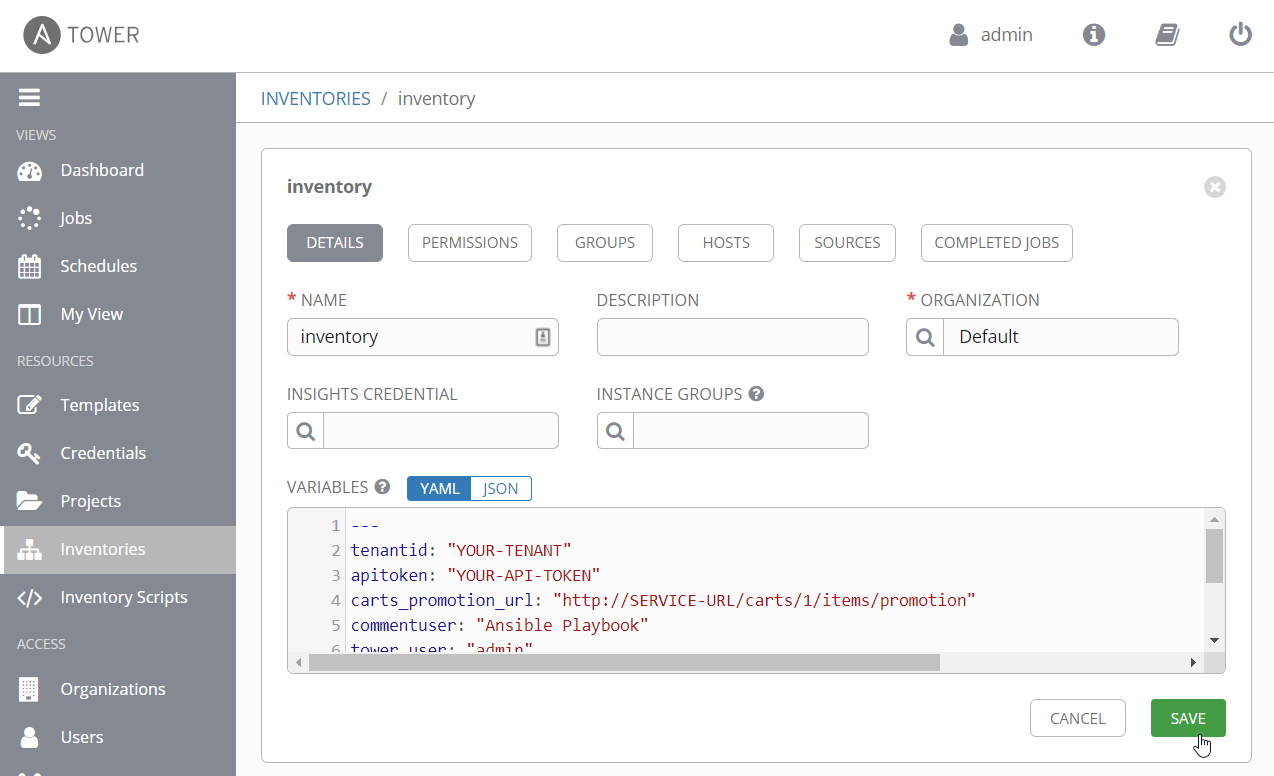 TOWER
admin
VIEWS
Dashboard
Jobs
Schedules
My View
RESOURCES
Templates
Credentials
Projects
Inventories
Inventory Scripts
ACCESS
Organizations
Users
INVENTORIES / inventory
inventory
DETAILS PERMISSIONS GROUPS HOSTS SOURCES COMPLETED JOBS
* NAME DESCRIPTION * ORGANIZATION
inventory Default
INSIGHTS CREDENTIAL INSTANCE GROUPS ?
VARIABLES ? YAML JSON
1 ---
2 tenantid: "YOUR-TENANT"
3 apitoken: "YOUR-API-TOKEN"
4 carts_promotion_url: "http://SERVICE-URL/carts/1/items/promotion"
5 commentuser: "Ansible Playbook"
6 tower_user: "admin"
CANCEL SAVE